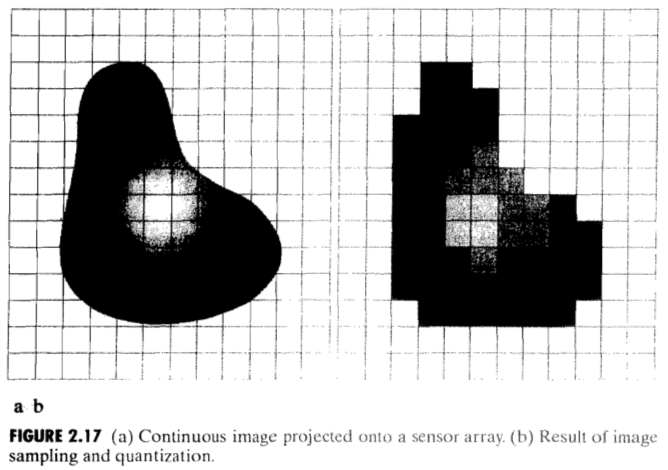 a b
FIGURE 2.17 (a) Continuous image projected onto a sensor array. (b) Result of image
sampling and quantization.